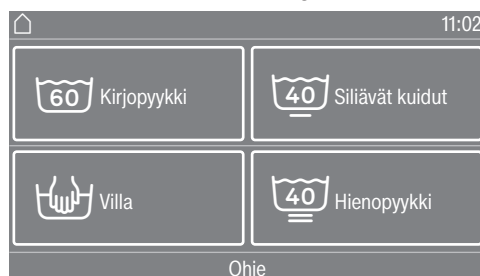 11:02
60 Kirjopyykki
40 Siliävät kuidut
Villa
40 Hienopyykki
Ohje